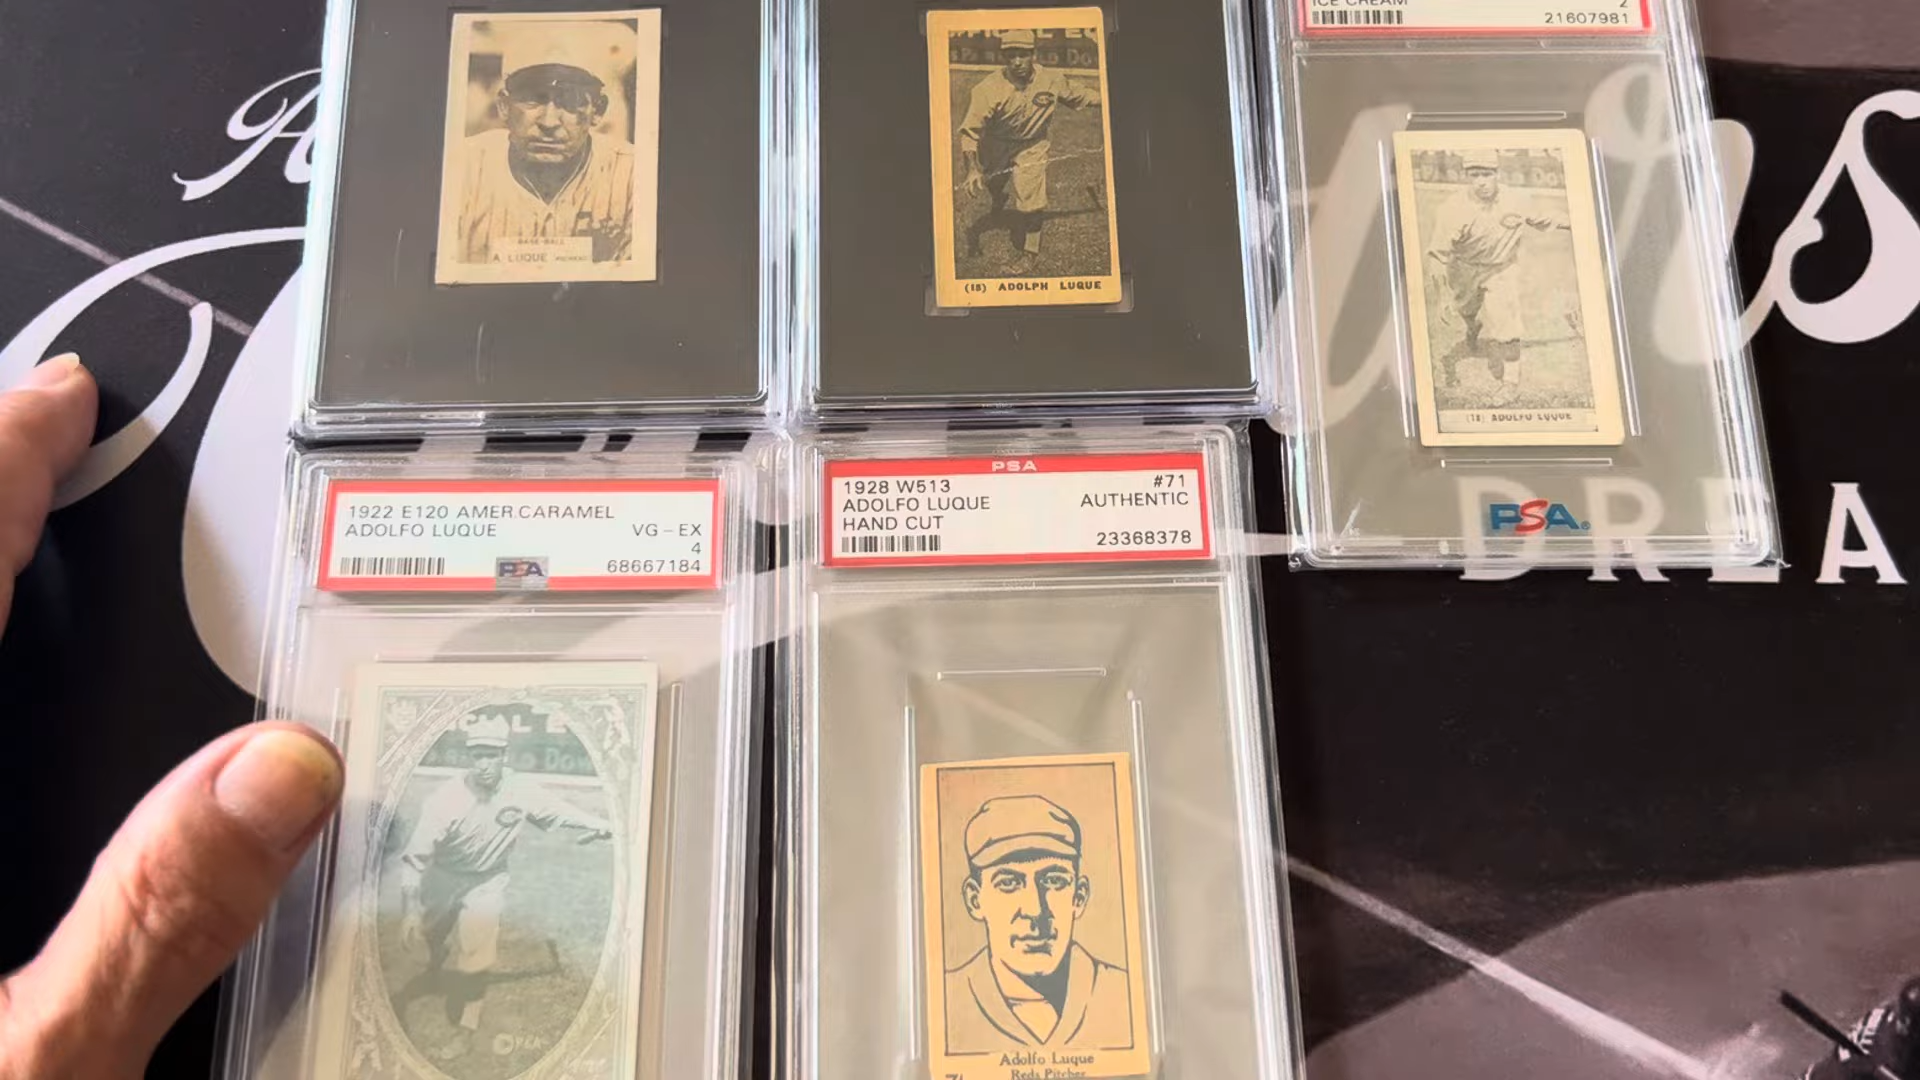 ICE CREAM 2
21607981
BASE-BALL
A. LUQUE
(18) ADOLPH LUQUE
(18) ADOLFO LUQUE
PSA
DREA
1922 E120 AMER.CARAMEL
ADOLFO LUQUE VG-EX
4
PSA 68667184
PSA
1928 W513 #71
ADOLFO LUQUE AUTHENTIC
HAND CUT
23368378
Adolfo Luque
Reds Pitcher